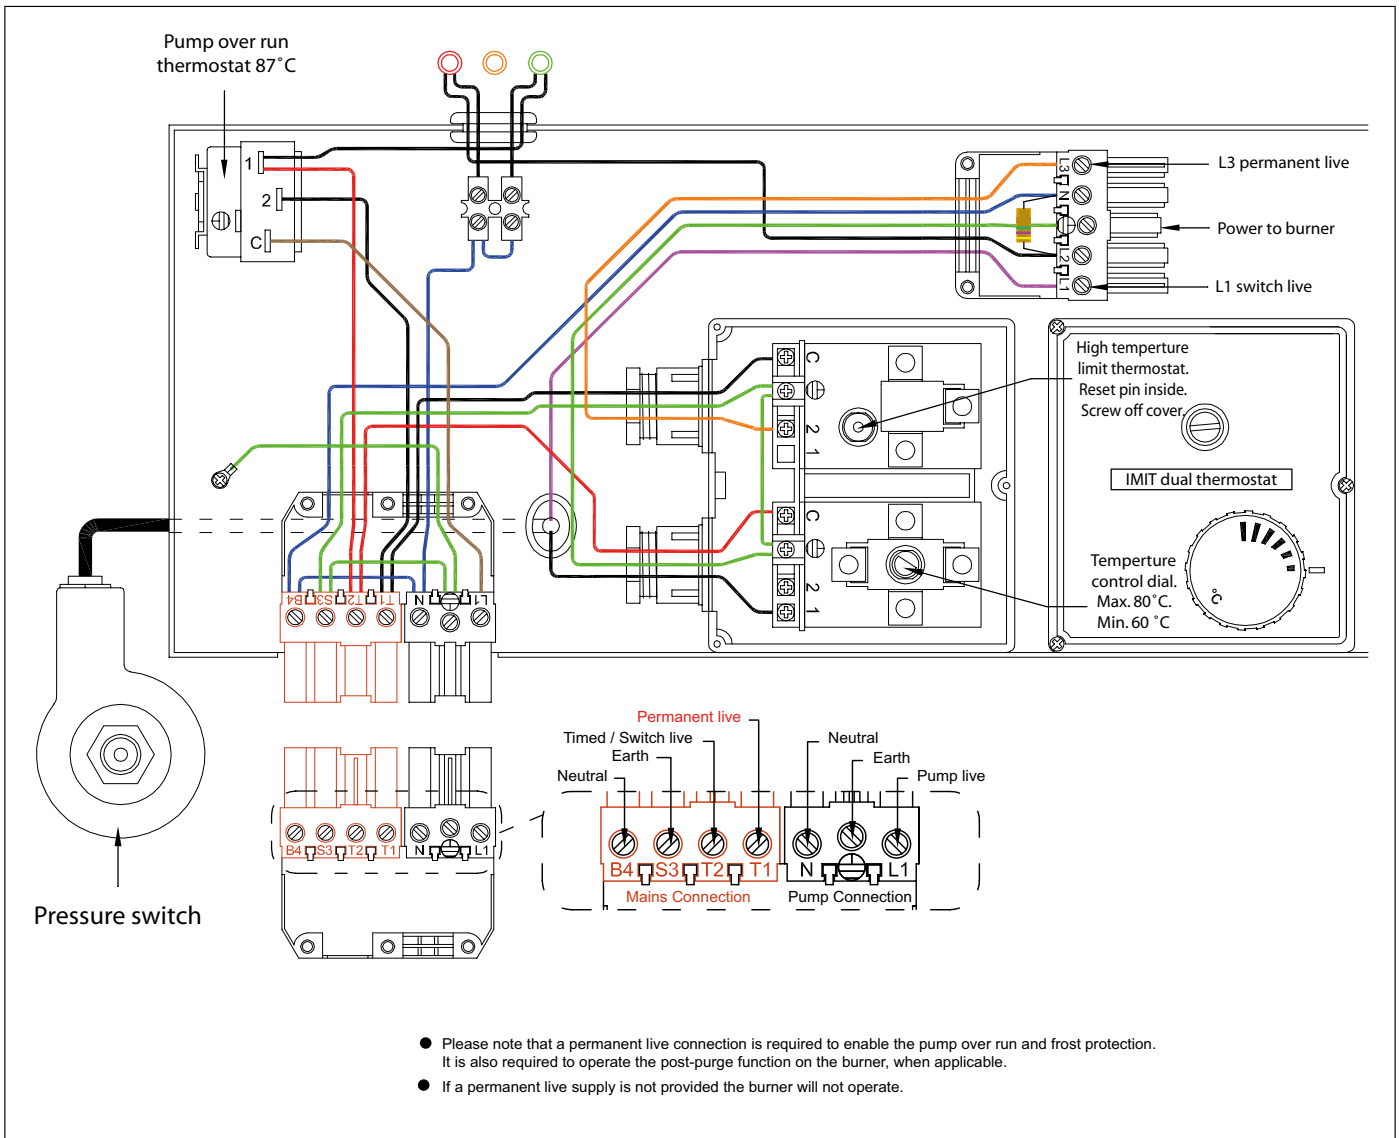 Pump over run
thermostat 87˚C
1
2
C
L3
N
2
L1
L3 permanent live
Power to burner
L1 switch live
C
2
1
C
2
1
High temperture
limit thermostat.
Reset pin inside.
Screw off cover.
IMIT dual thermostat
Temperture
control dial.
Max. 80˚C.
Min. 60 ˚C
°C
B4 S3 T2 T1 N L1
Pressure switch
B4 S3 T2 T1 N L1
Permanent live
Timed / Switch live
Earth
Neutral
Neutral
Earth
Pump live
B4 S3 T2 T1 N L1
Mains Connection
Pump Connection
● Please note that a permanent live connection is required to enable the pump over run and frost protection.
It is also required to operate the post-purge function on the burner, when applicable.
● If a permanent live supply is not provided the burner will not operate.